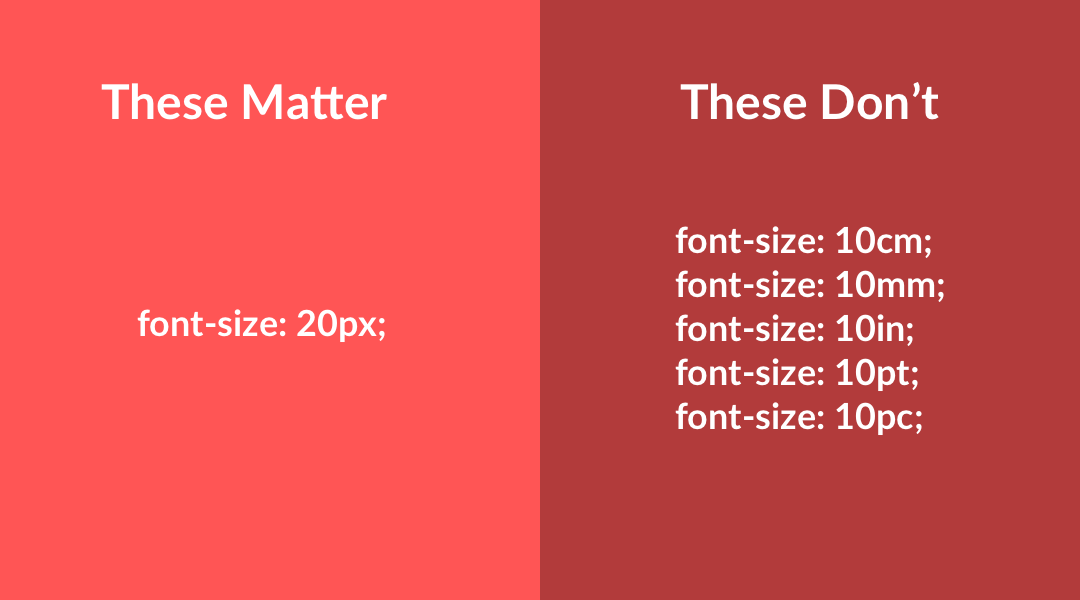 These Matter
font-size: 20px;
These Don’t
font-size: 10cm;
font-size: 10mm;
font-size: 10in;
font-size: 10pt;
font-size: 10pc;